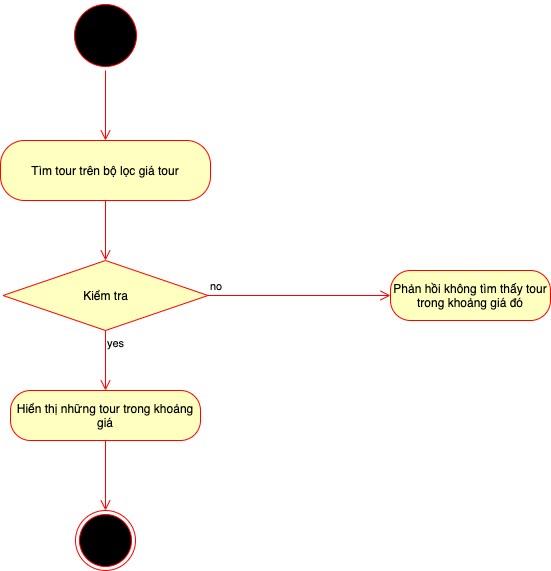 Tìm tour trên bộ lọc giá tour
Kiểm tra
no
Phản hồi không tìm thấy tour
trong khoảng giá đó
yes
Hiển thị những tour trong khoảng
giá